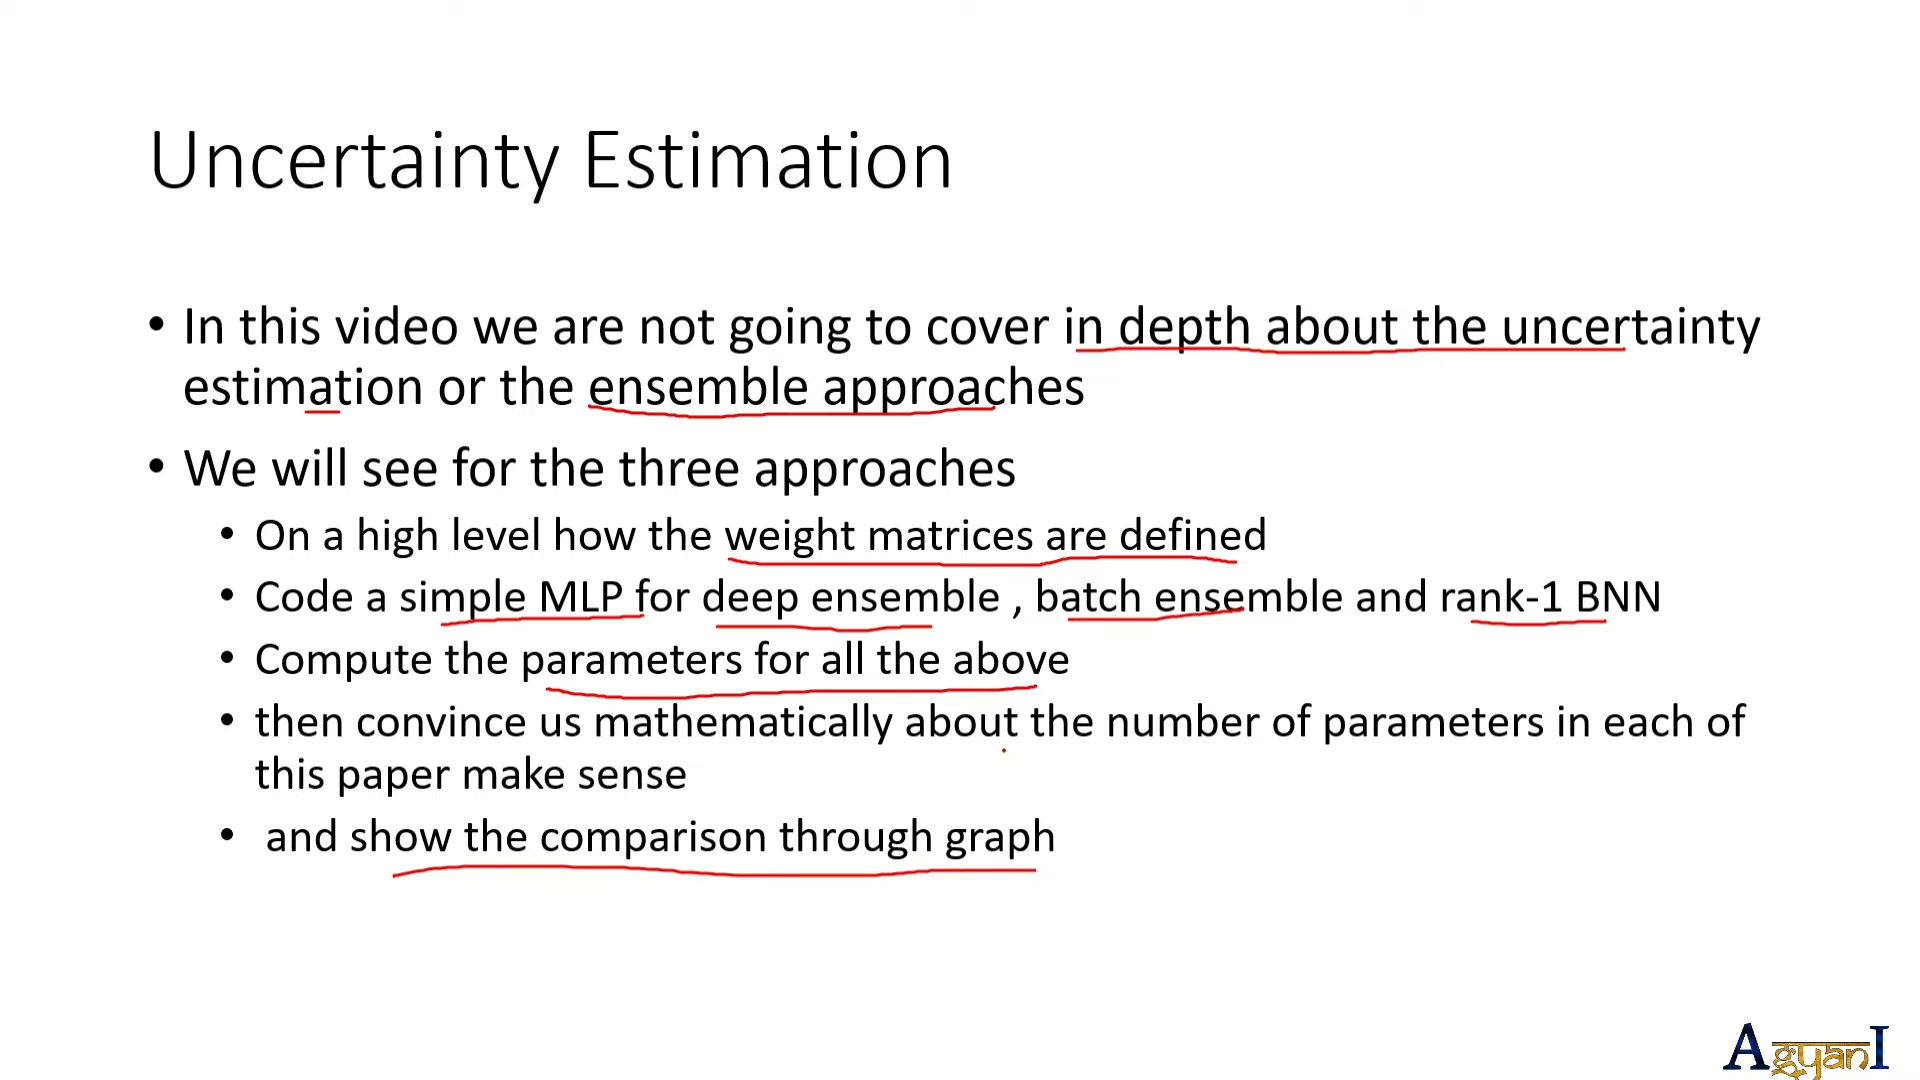 Uncertainty Estimation
• In this video we are not going to cover in depth about the uncertainty
estimation or the ensemble approaches
• We will see for the three approaches
• On a high level how the weight matrices are defined
• Code a simple MLP for deep ensemble , batch ensemble and rank-1 BNN
• Compute the parameters for all the above
• then convince us mathematically about the number of parameters in each of
this paper make sense
• and show the comparison through graph
AgyanI